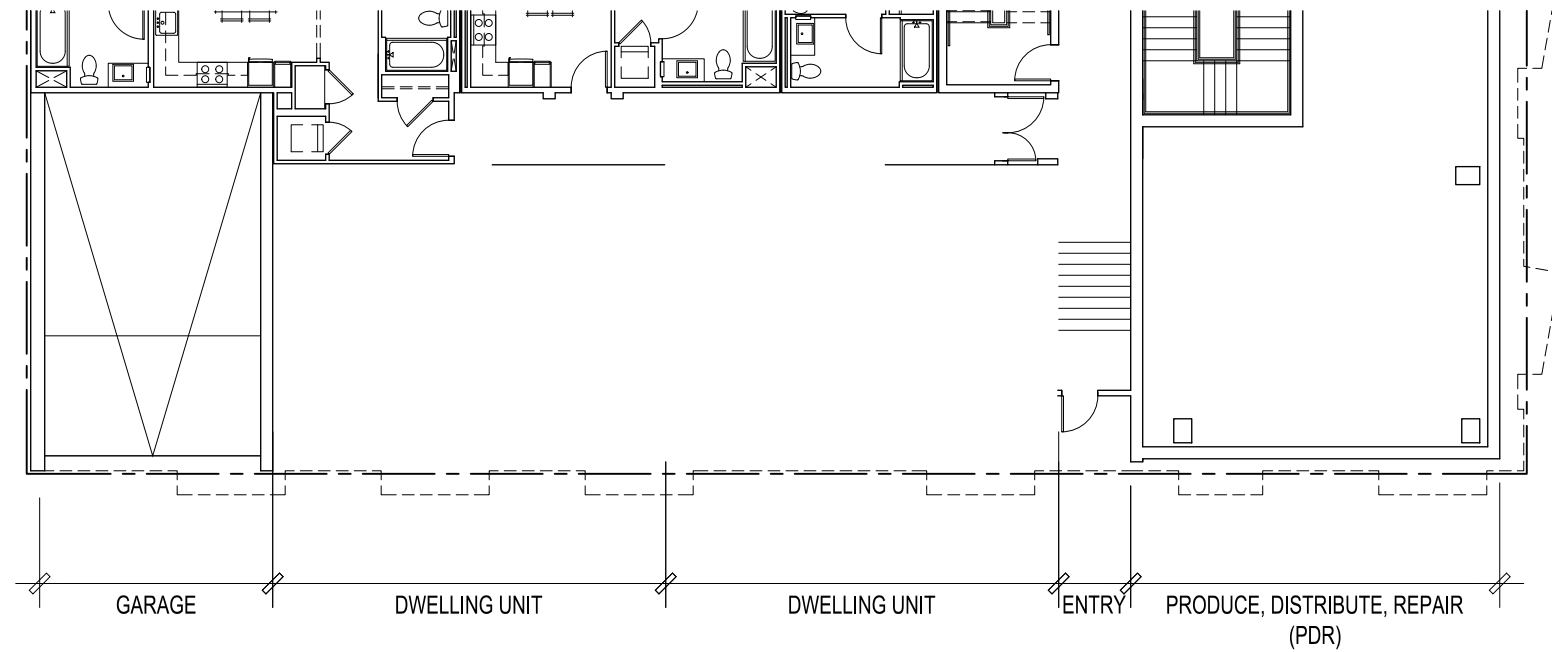 GARAGE
DWELLING UNIT
DWELLING UNIT
ENTRY
PRODUCE, DISTRIBUTE, REPAIR
(PDR)